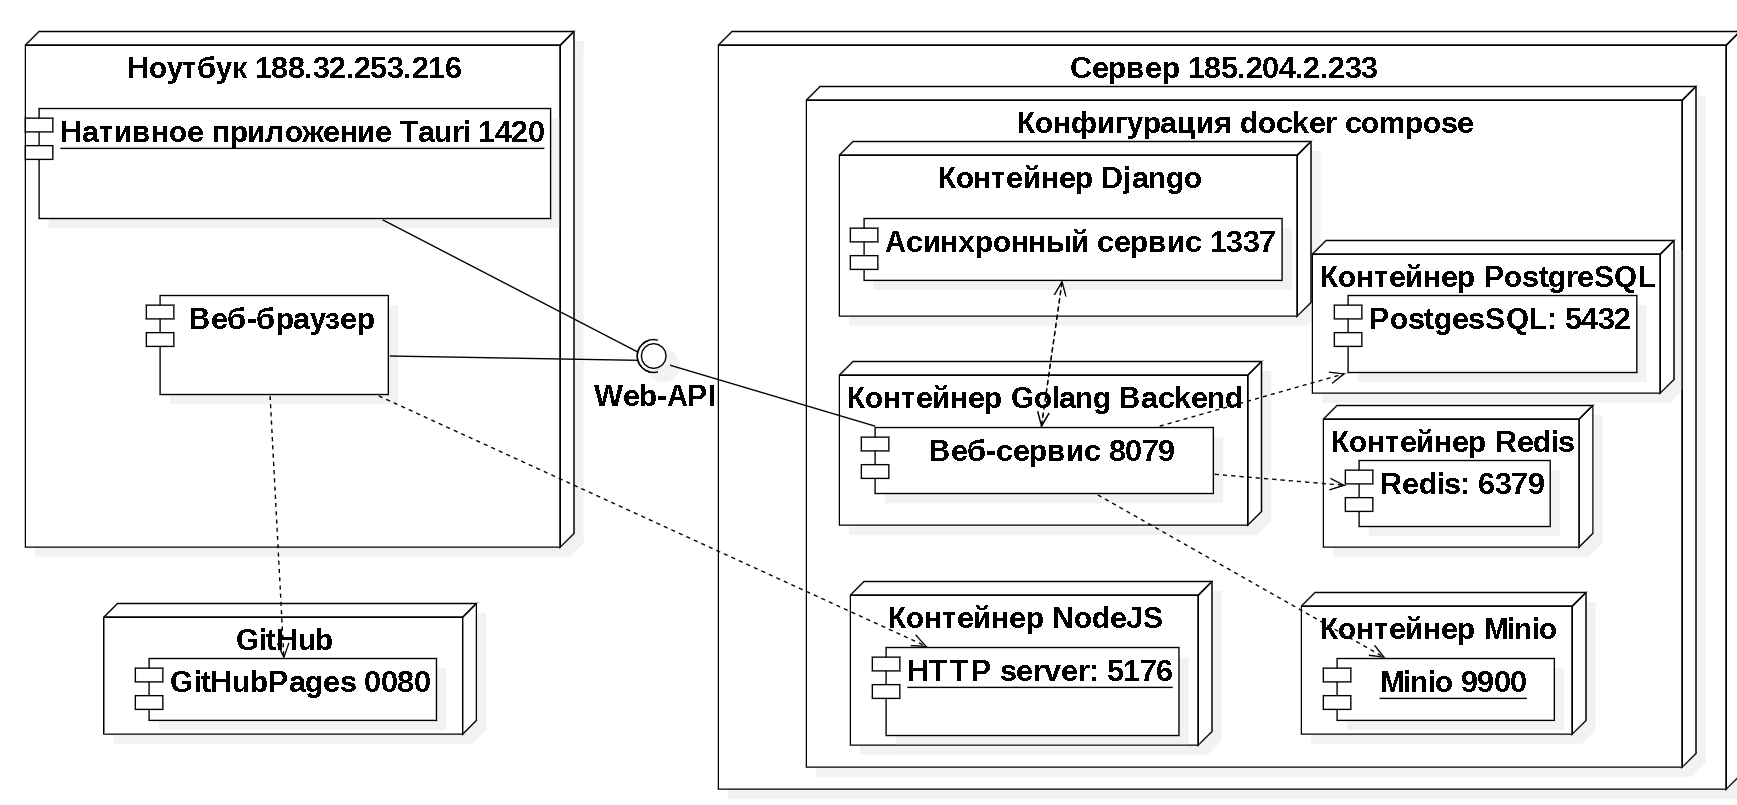 Ноутбук 188.32.253.216
Нативное приложение Tauri 1420
Веб-браузер
GitHub
GitHubPages 0080
Web-API
Сервер 185.204.2.233
Конфигурация docker compose
Контейнер Django
Асинхронный сервис 1337
Контейнер PostgreSQL
PostgesSQL: 5432
Контейнер Golang Backend
Веб-сервис 8079
Контейнер Redis
Redis: 6379
Контейнер NodeJS
HTTP server: 5176
Контейнер Minio
Minio 9900